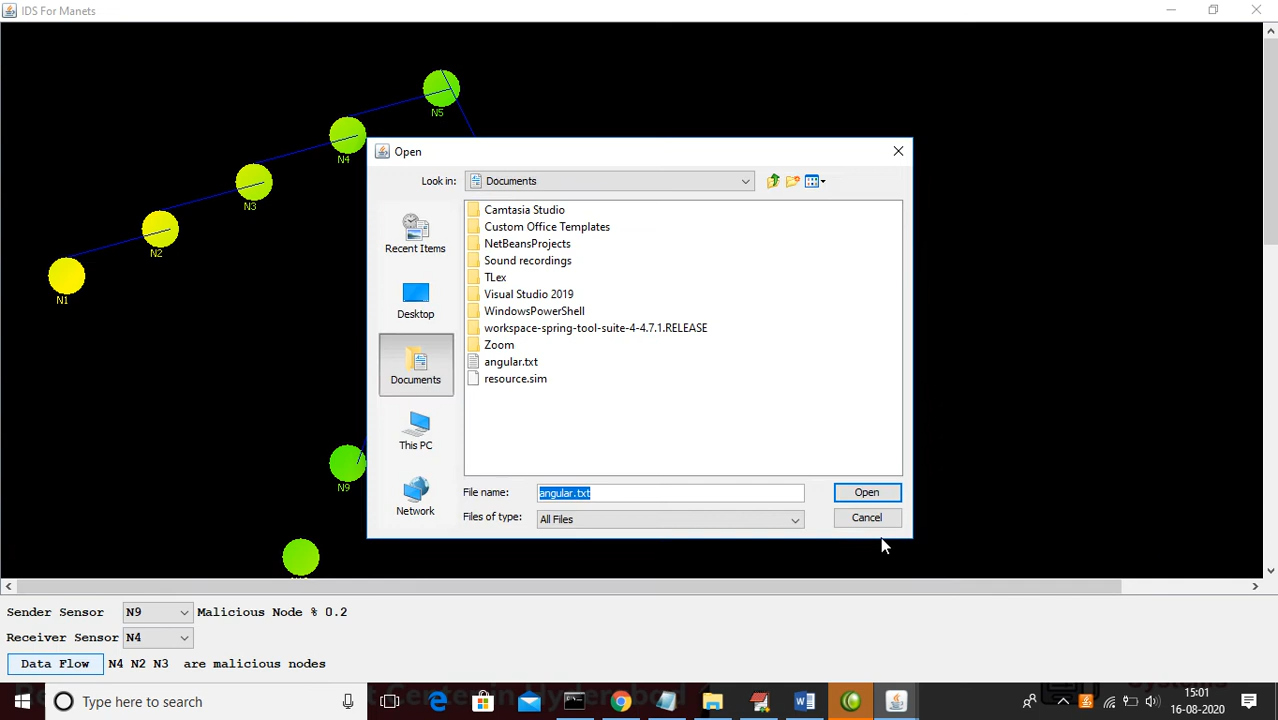 IDS For Manets
N5
N4
N3
N2
N1
N9
Open
Look in:
Documents
Recent Items
Desktop
Documents
This PC
Network
Camtasia Studio
Custom Office Templates
NetBeansProjects
Sound recordings
TLex
Visual Studio 2019
WindowsPowerShell
workspace-spring-tool-suite-4-4.7.1.RELEASE
Zoom
angular.txt
resource.sim
File name:
angular.txt
Open
Files of type:
All Files
Cancel
Sender Sensor N9 Malicious Node % 0.2
Receiver Sensor N4
Data Flow N4 N2 N3 are malicious nodes
Type here to search
15:01
16-08-2020